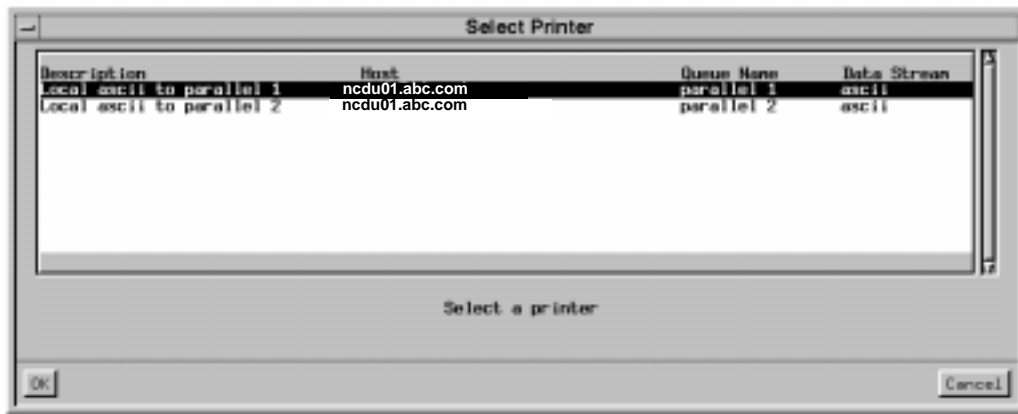 Select Printer
Description Host Queue Name Data Stream
Local ascii to parallel 1 ncdu01.abc.com parallel 1 ascii
Local ascii to parallel 2 ncdu01.abc.com parallel 2 ascii
Select a printer
OK Cancel